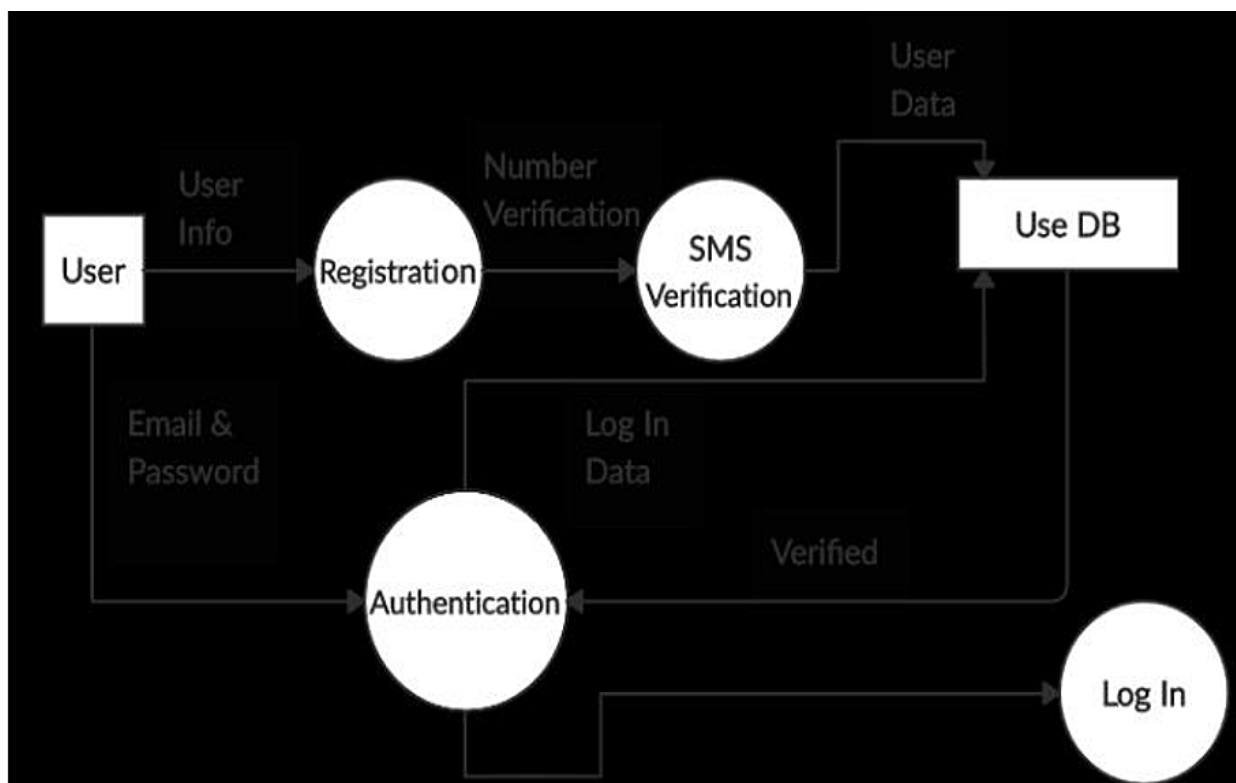 User
Data
User
Info
Number
Verification
User
Registration
SMS
Verification
Use DB
Email &
Password
Log In
Data
Verified
Authentication
Log In